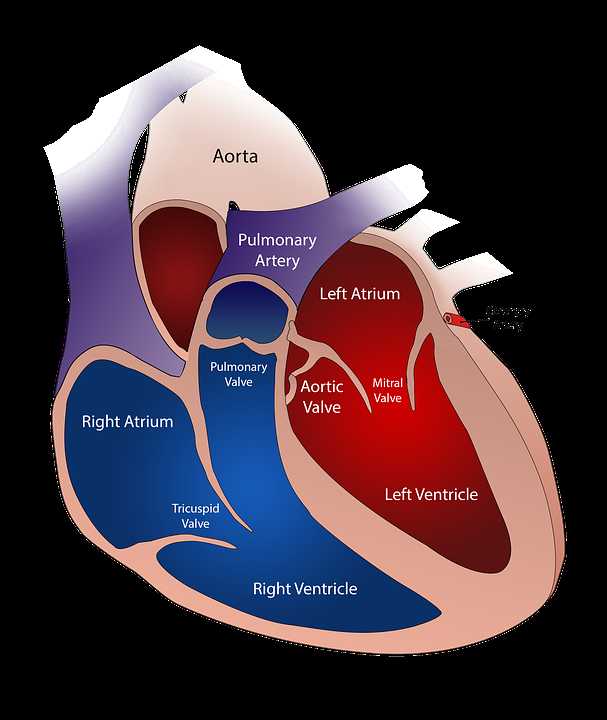 Aorta
Pulmonary
Artery
Left Atrium
Pulmonary
Valve
Aortic
Valve
Mitral
Valve
Right Atrium
Left Ventricle
Tricuspid
Valve
Right Ventricle